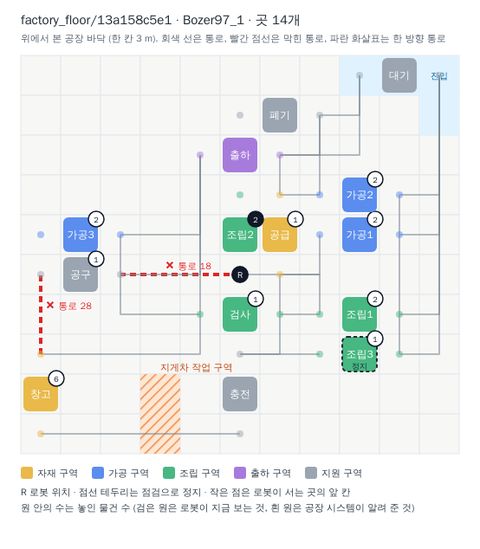 factory_floor/13a158c5e1 · Bozer97_1 · 곳 14개
위에서 본 공장 바닥 (한 칸 3 m). 회색 선은 통로, 빨간 점선은 막힌 통로, 파란 화살표는 한 방향 통로
대기
폐기
출하
2
가공2
2
가공3
2
조립2
1
공급
2
가공1
1
공구
✖ 통로 18
R
✖ 통로 28
1
검사
2
조립1
1
조립3
정지
지게차 작업 구역
6
창고
충전
자재 구역 가공 구역 조립 구역 출하 구역 지원 구역
R 로봇 위치 · 점선 테두리는 점검으로 정지 · 작은 점은 로봇이 서는 곳의 앞 칸
원 안의 수는 놓인 물건 수 (검은 원은 로봇이 지금 보는 것, 흰 원은 공장 시스템이 알려 준 것)